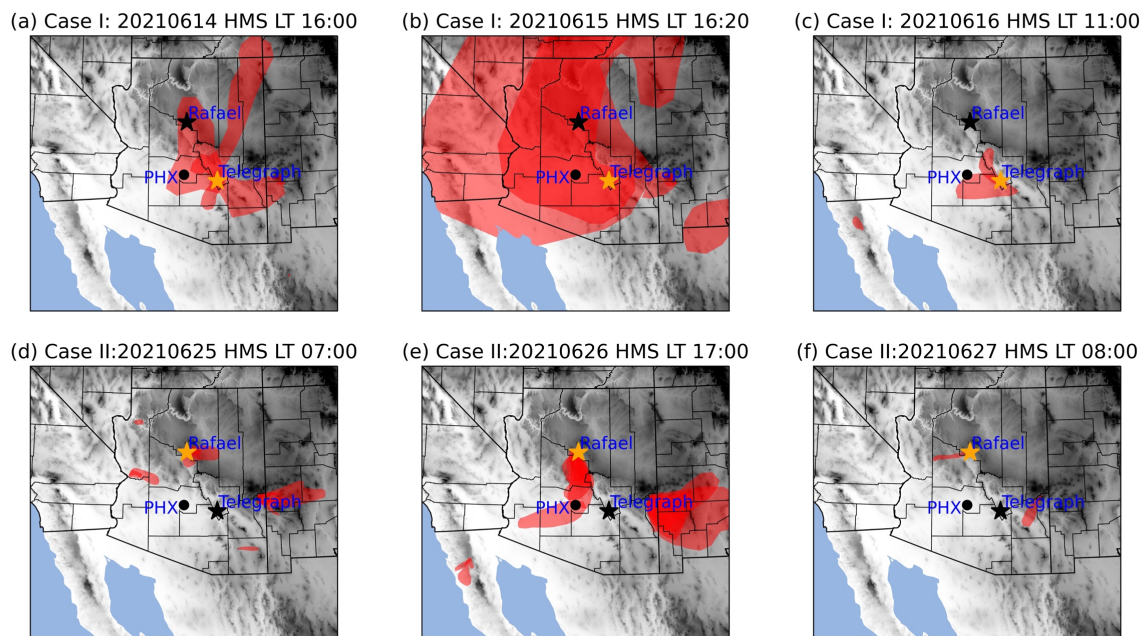 (a) Case I: 20210614 HMS LT 16:00
(b) Case I: 20210615 HMS LT 16:20
(c) Case I: 20210616 HMS LT 11:00
Rafael
Rafael
Rafael
PHX
Telegraph
PHX
Telegraph
PHX
Telegraph
(d) Case II:20210625 HMS LT 07:00
(e) Case II:20210626 HMS LT 17:00
(f) Case II:20210627 HMS LT 08:00
Rafael
Rafael
Rafael
PHX
Telegraph
PHX
Telegraph
PHX
Telegraph